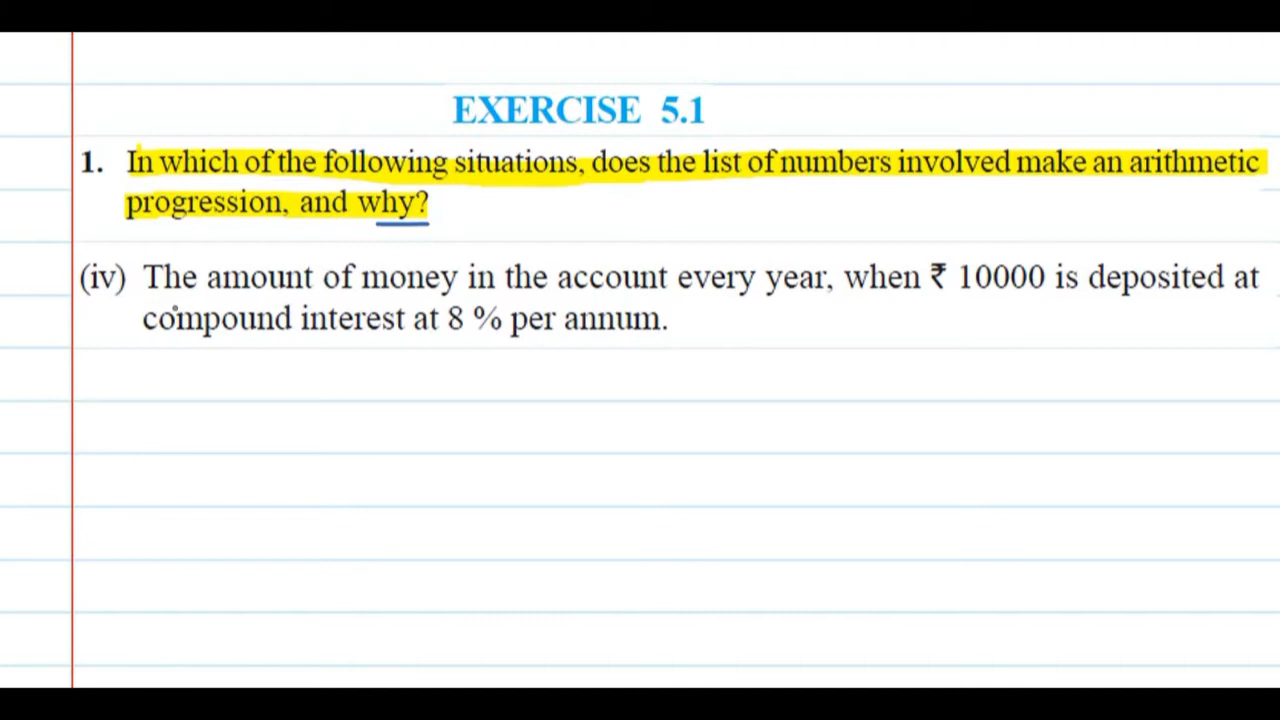 EXERCISE 5.1
1. In which of the following situations, does the list of numbers involved make an arithmetic
progression, and why?
(iv) The amount of money in the account every year, when ₹ 10000 is deposited at
compound interest at 8 % per annum.